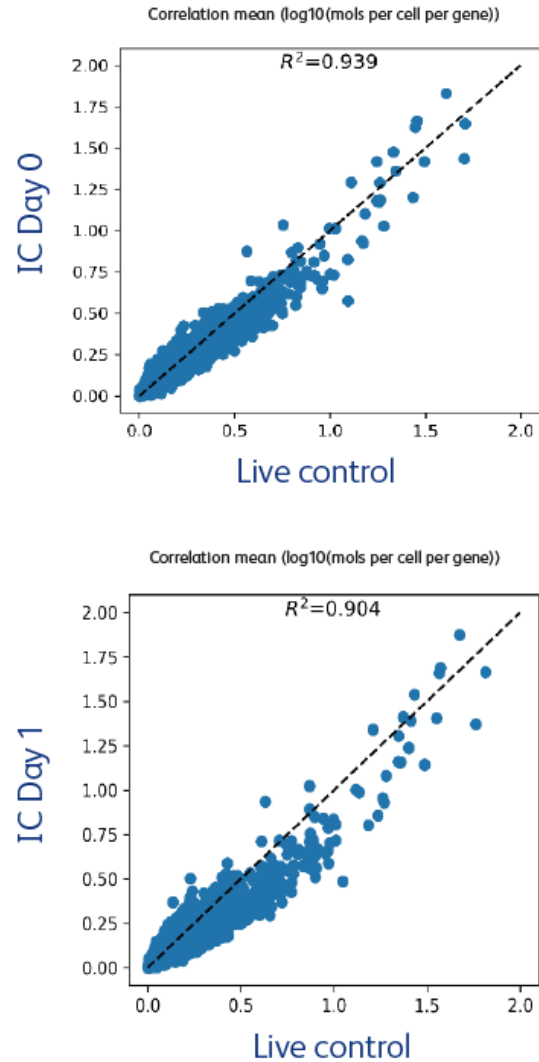 Correlation mean (log10(mols per cell per gene))
R²=0.939
2.00
1.75
1.50
1.25
1.00
0.75
0.50
0.25
0.00
IC Day 0
0.0 0.5 1.0 1.5 2.0
Live control
Correlation mean (log10(mols per cell per gene))
R²=0.904
2.00
1.75
1.50
1.25
1.00
0.75
0.50
0.25
0.00
IC Day 1
0.0 0.5 1.0 1.5 2.0
Live control